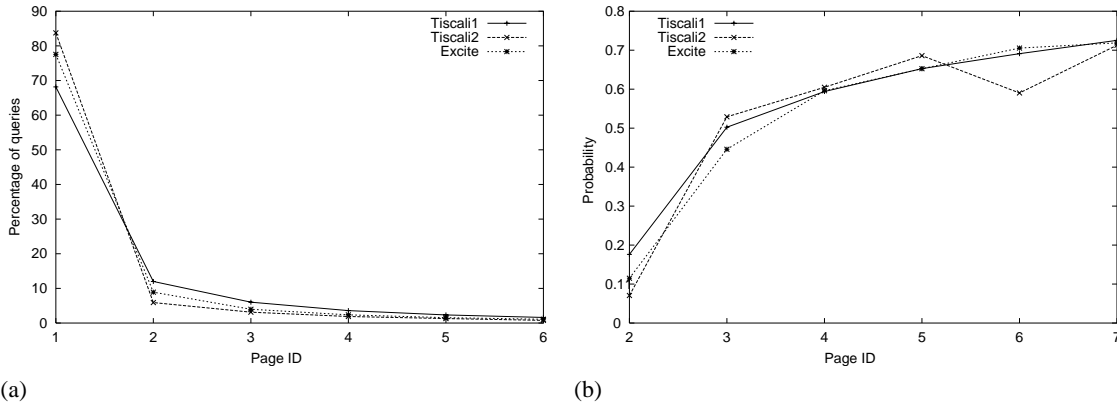 Percentage of queries
90
80
70
60
50
40
30
20
10
0
1 2 3 4 5 6
Page ID
Tiscali1
Tiscali2
Excite
(a)
Probability
0.8
0.7
0.6
0.5
0.4
0.3
0.2
0.1
0
2 3 4 5 6 7
Page ID
Tiscali1
Tiscali2
Excite
(b)